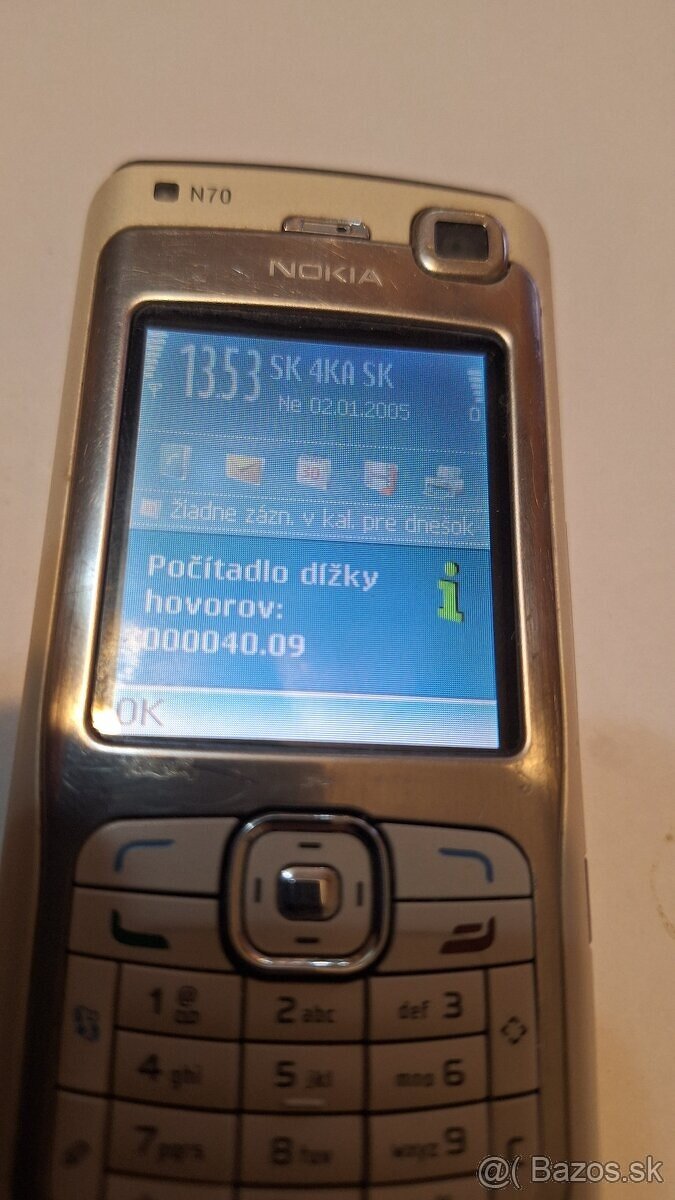 N70
NOKIA
13.53 SK 4KA SK
Ne 02.01.2005
30
Žiadne zázn. v kal. pre dnešok
Počítadlo dĺžky
hovorov:
000040.09
OK
1 @ 2 abc def 3
4 ghi 5 jkl mno 6
7 pqrs 8 tuv wxyz 9
@( Bazos.sk